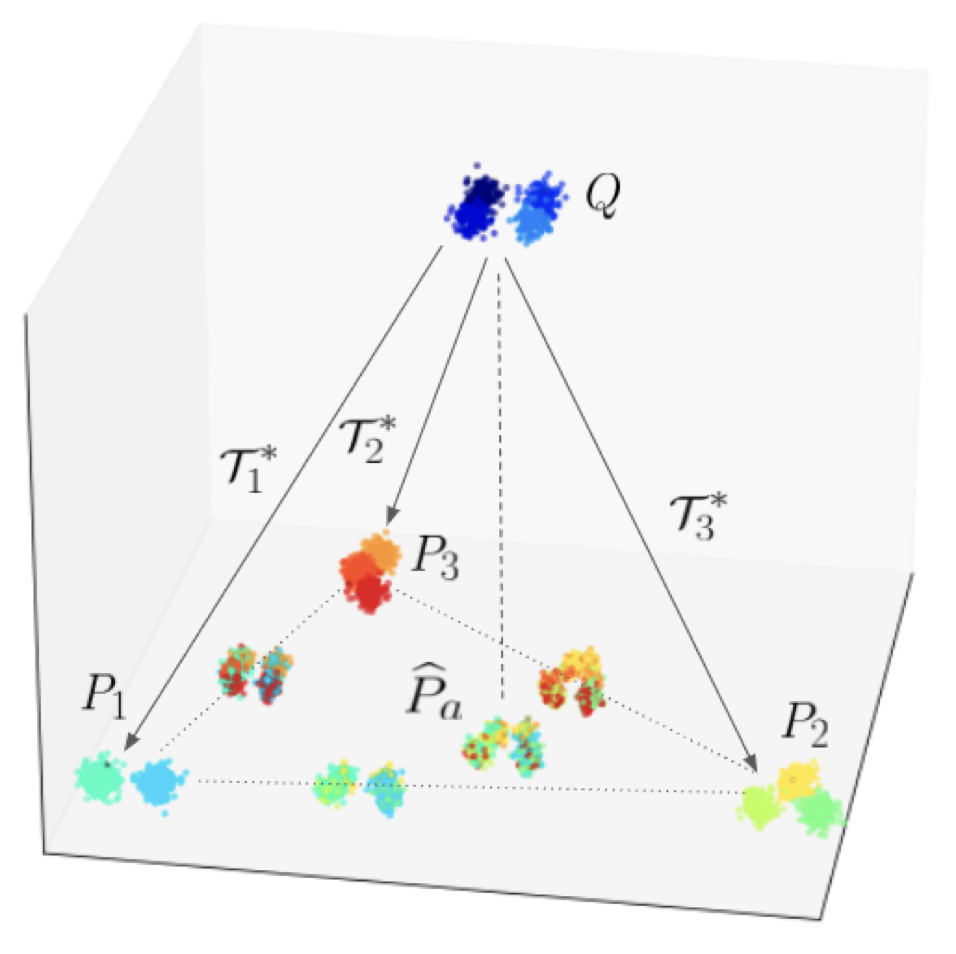 Q
𝒯₁*
𝒯₂*
𝒯₃*
P₃
P₁
P̂ₐ
P₂